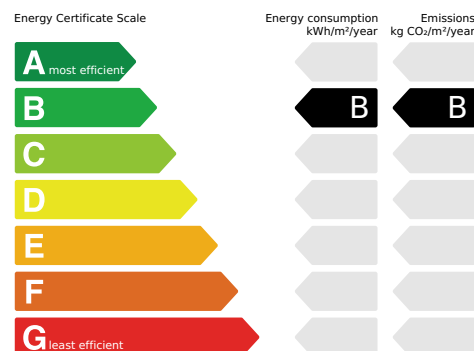 Energy Certificate Scale
Energy consumption
kWh/m²/year
Emissions
kg CO₂/m²/year
A most efficient
B
B
B
C
D
E
F
G least efficient